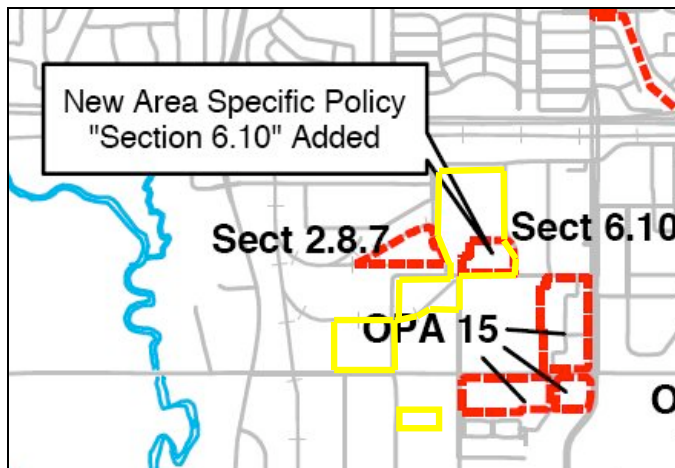 New Area Specific Policy
"Section 6.10" Added
Sect 2.8.7
Sect 6.10
OPA 15
O